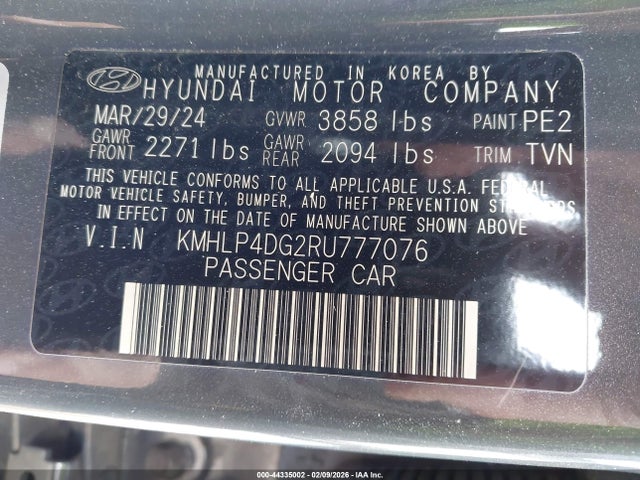 MANUFACTURED IN KOREA BY
HYUNDAI MOTOR COMPANY
MAR/29/24 GVWR 3858 lbs PAINT PE2
GAWR FRONT 2271 lbs GAWR REAR 2094 lbs TRIM TVN
THIS VEHICLE CONFORMS TO ALL APPLICABLE U.S.A. FEDERAL
MOTOR VEHICLE SAFETY, BUMPER, AND THEFT PREVENTION STANDARDS
IN EFFECT ON THE DATE OF MANUFACTURE SHOWN ABOVE
V.I.N KMHLP4DG2RU777076
PASSENGER CAR
000-44335002 - 02/09/2026 - IAA Inc.